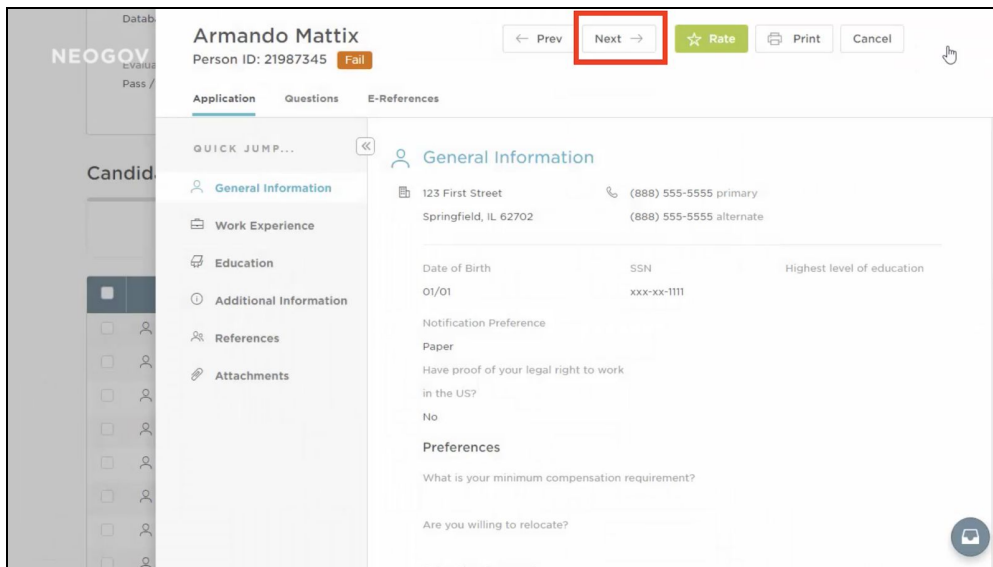 Datab
NEOGOV
Evalua
Pass /
Candid
Armando Mattix
Person ID: 21987345 Fail
← Prev Next → Rate Print Cancel
Application Questions E-References
QUICK JUMP...
General Information
Work Experience
Education
Additional Information
References
Attachments
General Information
123 First Street (888) 555-5555 primary
Springfield, IL 62702 (888) 555-5555 alternate
Date of Birth SSN Highest level of education
01/01 xxx-xx-1111
Notification Preference
Paper
Have proof of your legal right to work
in the US?
No
Preferences
What is your minimum compensation requirement?
Are you willing to relocate?